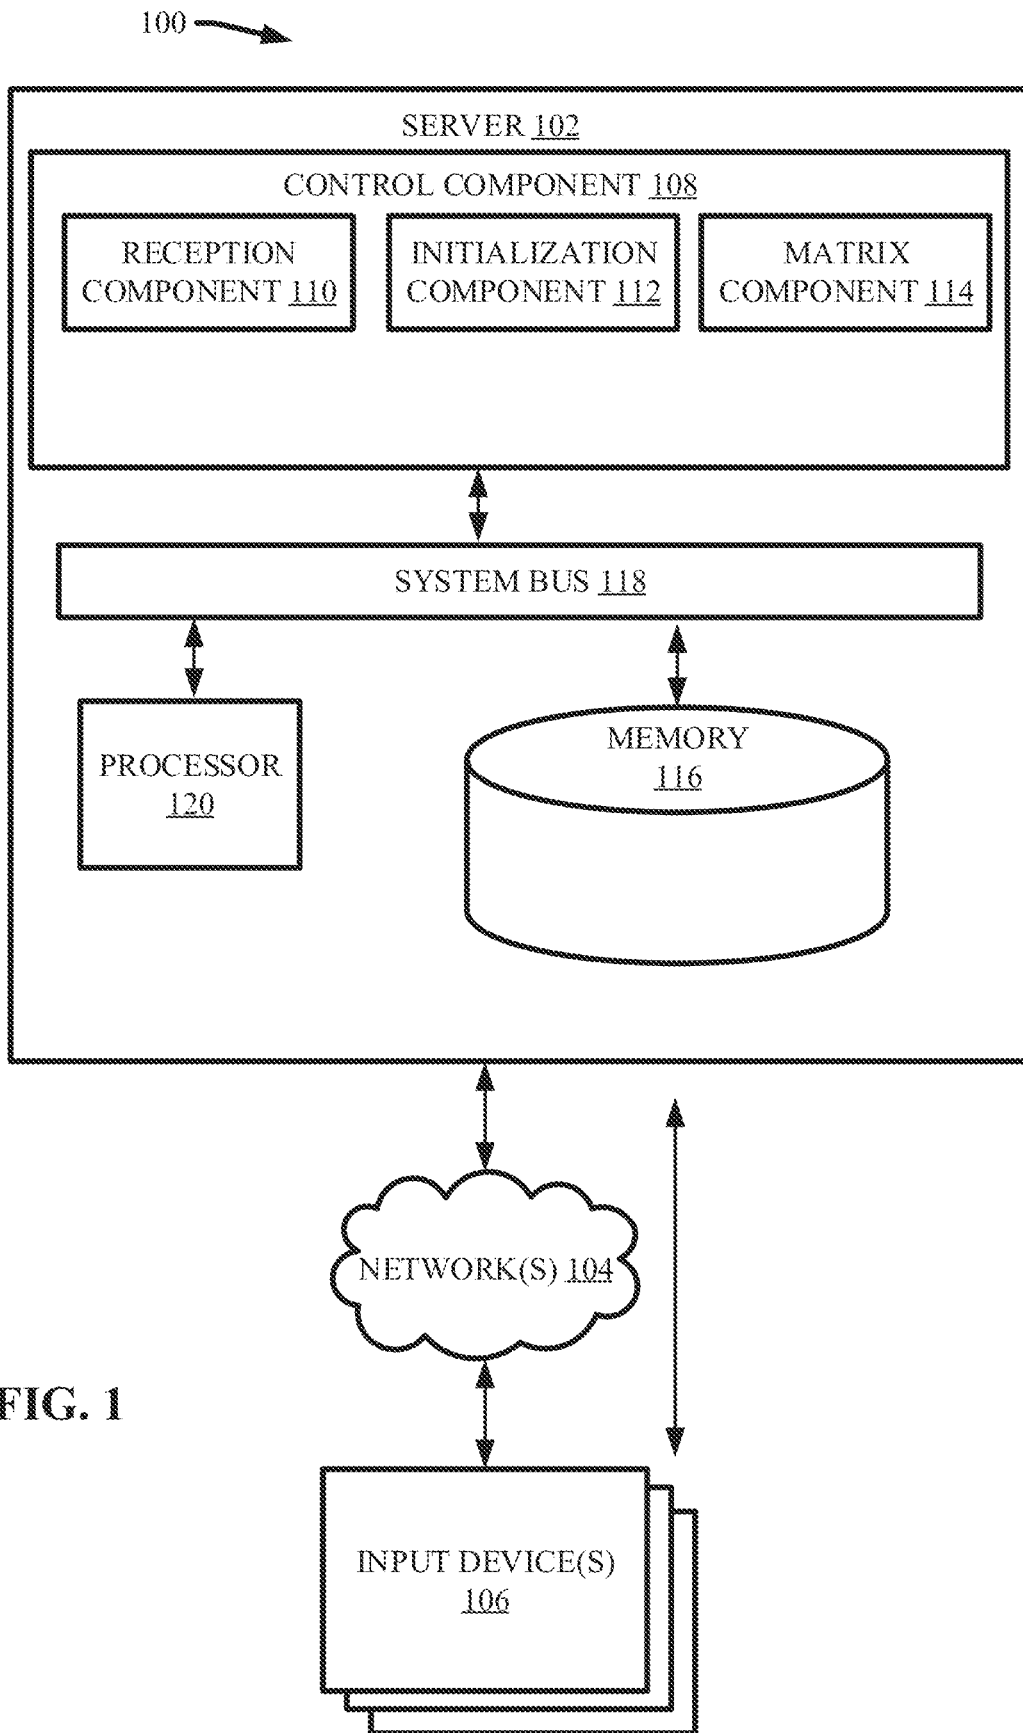 100
SERVER 102
CONTROL COMPONENT 108
RECEPTION
COMPONENT 110
INITIALIZATION
COMPONENT 112
MATRIX
COMPONENT 114
SYSTEM BUS 118
PROCESSOR
120
MEMORY
116
NETWORK(S) 104
FIG. 1
INPUT DEVICE(S)
106